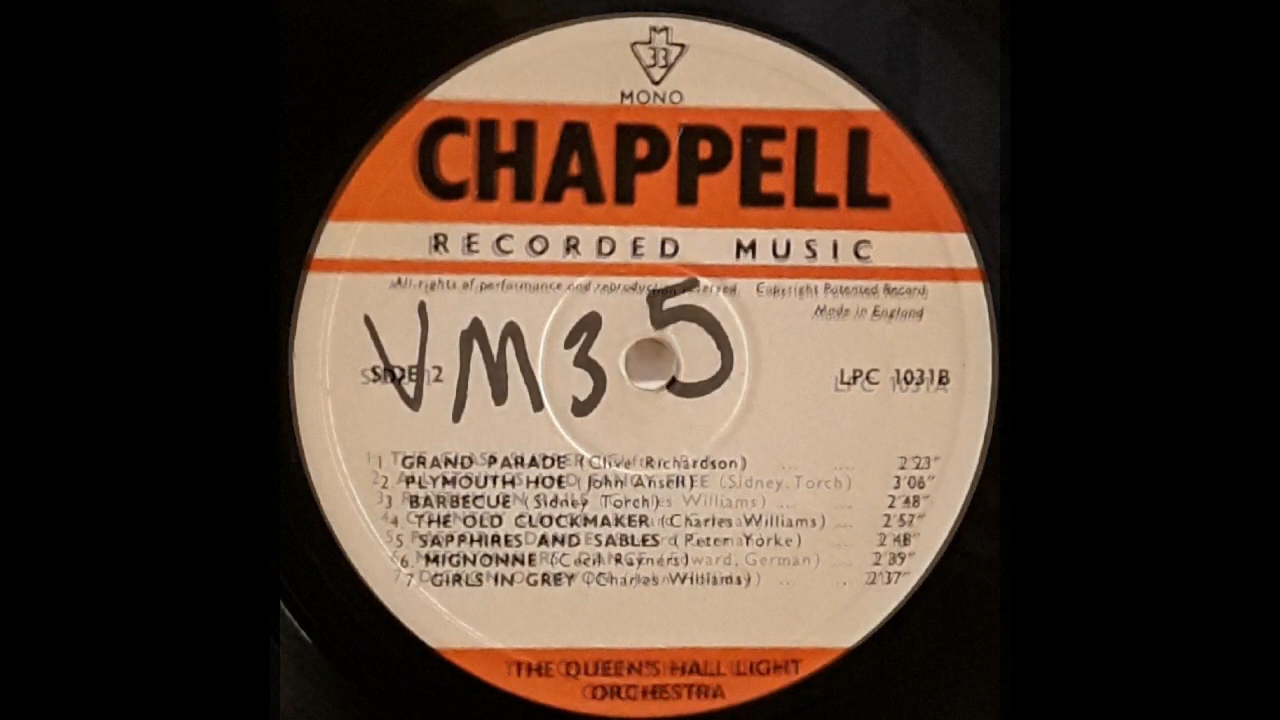 M
33
MONO
CHAPPELL
RECORDED MUSIC
All rights of performance and reproduction reserved. Copyright Patented Record
Made in England
VM35
SIDE 2 LPC 1031B
1 GRAND PARADE (Clive Richardson) ... ... 2'23"
2. PLYMOUTH HOE (John Ansell) 3'06"
3 BARBECUE (Sidney Torch) 2'48"
4 THE OLD CLOCKMAKER (Charles Williams) ... 2'57"
5 SAPPHIRES AND SABLES (Peter Yorke) ... 2'48"
6. MIGNONNE (Cecil Rayners) ... 2'39"
7 GIRLS IN GREY (Charles Williams) ... 2'37"
THE QUEEN'S HALL LIGHT
ORCHESTRA